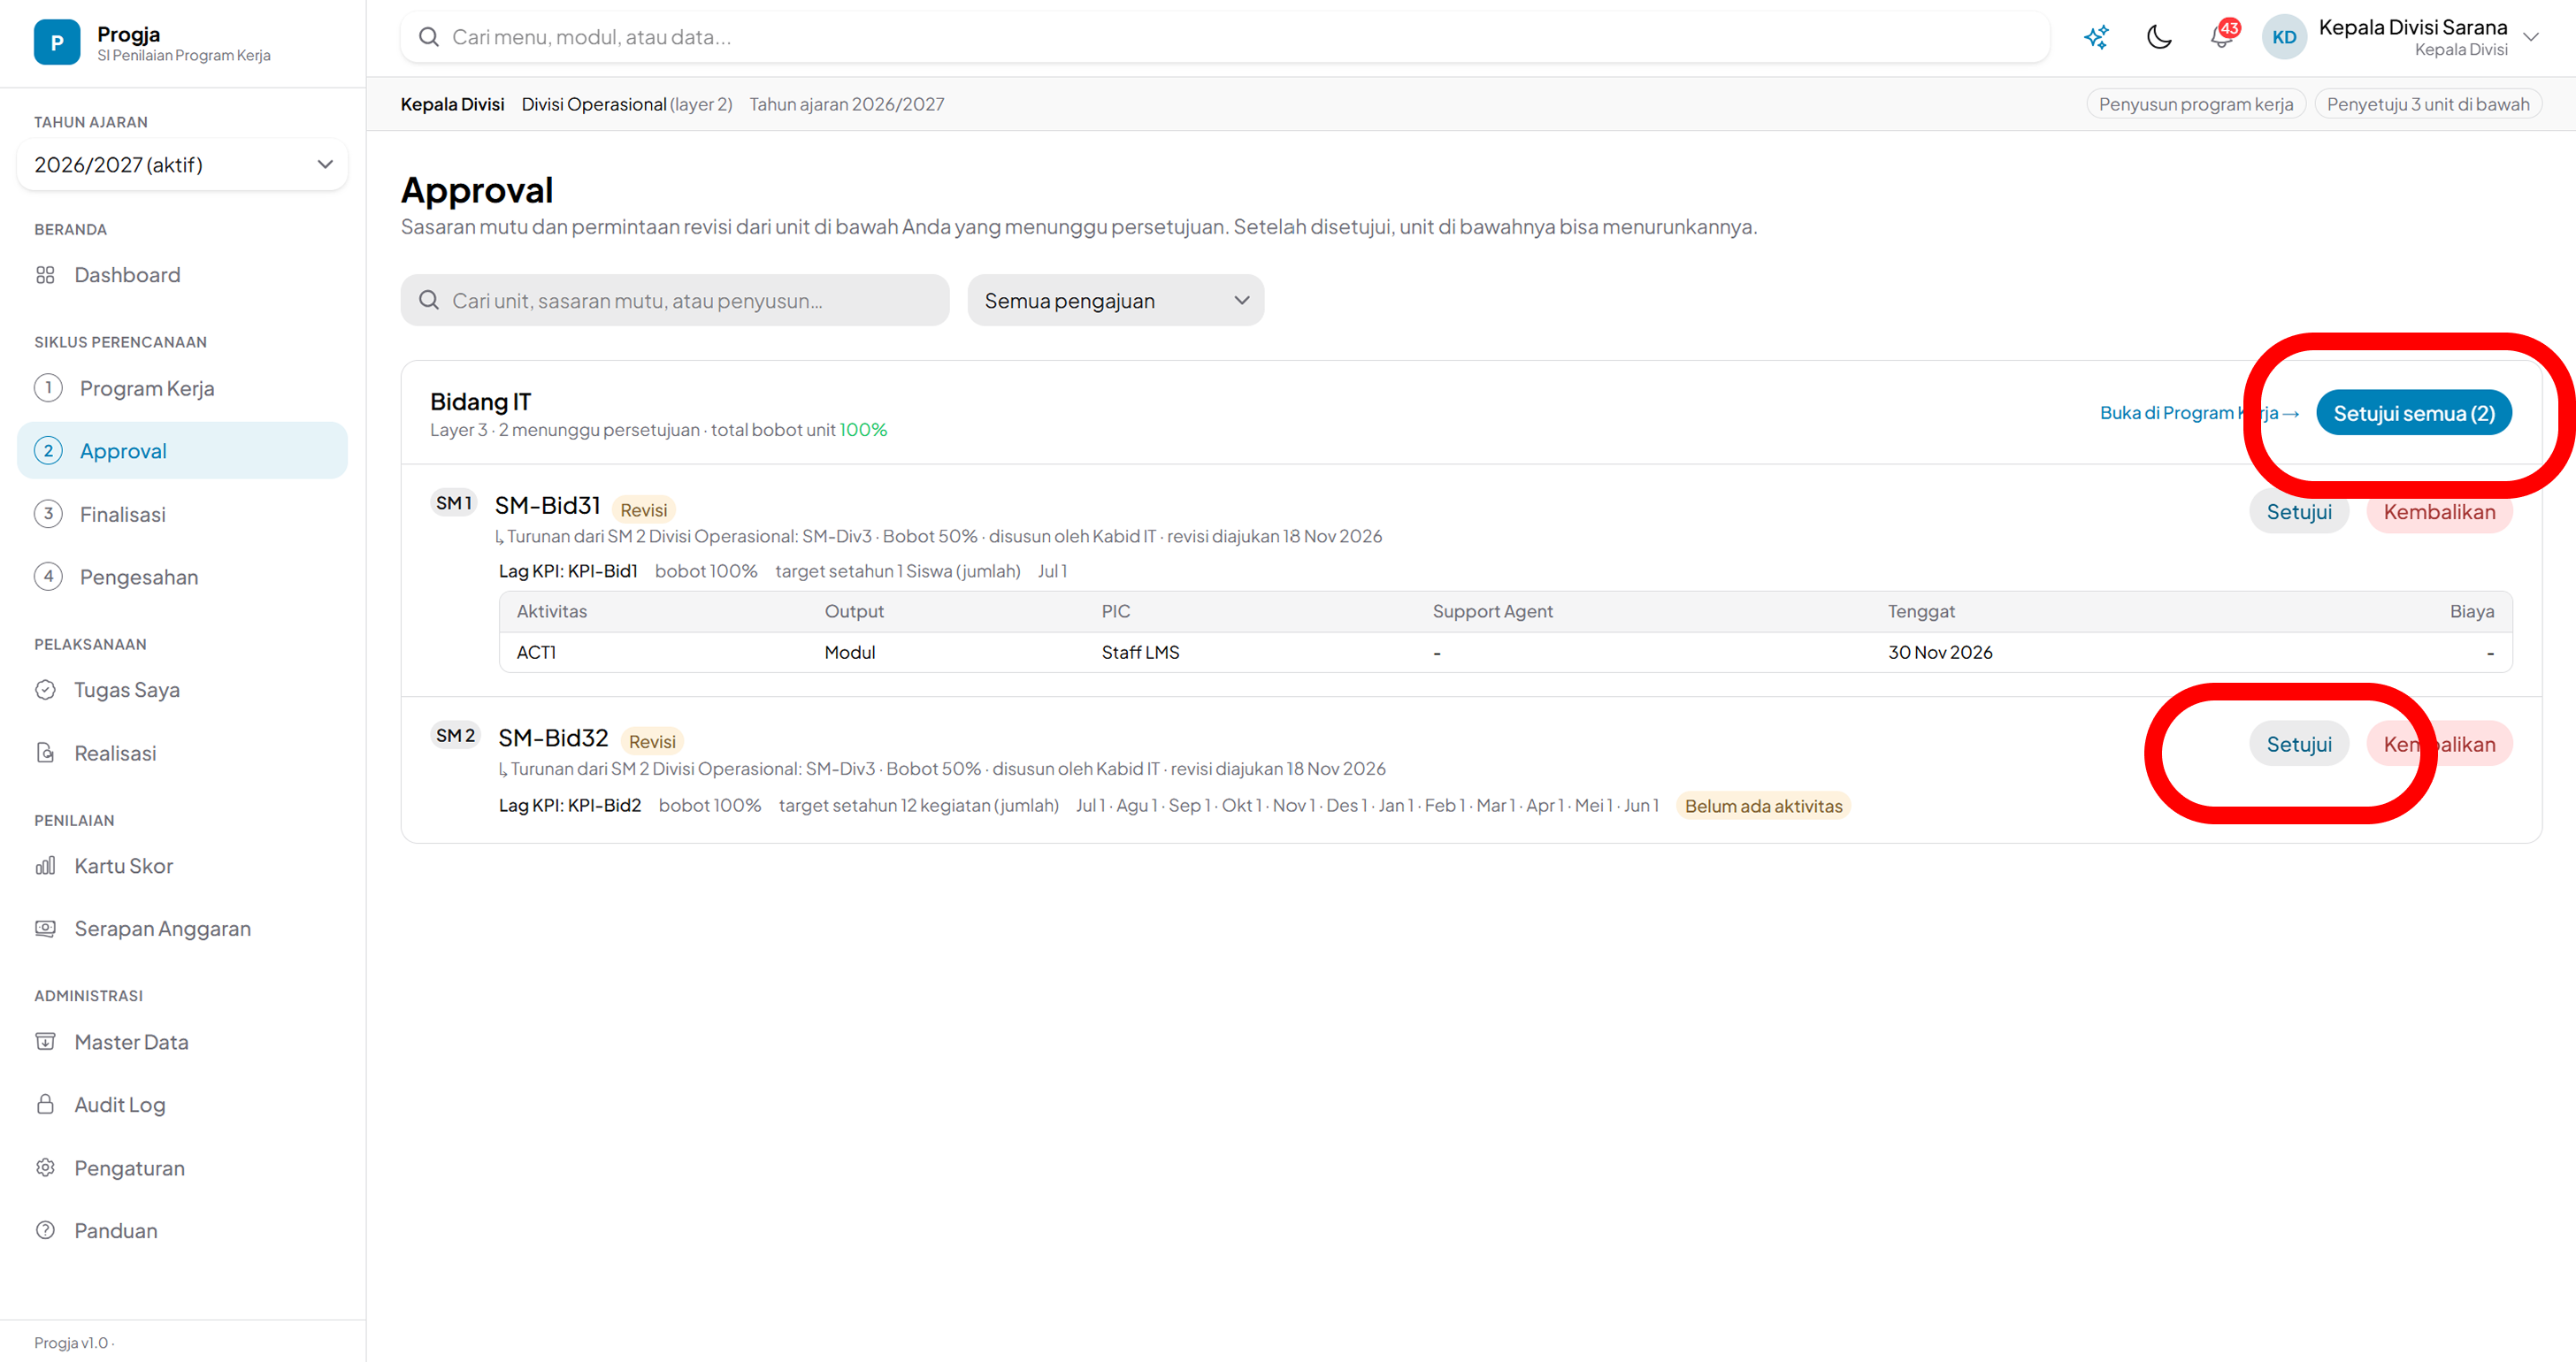 P Progja
SI Penilaian Program Kerja
Cari menu, modul, atau data...
43
KD
Kepala Divisi Sarana
Kepala Divisi
Kepala Divisi Divisi Operasional (layer 2) Tahun ajaran 2026/2027
Penyusun program kerja Penyetuju 3 unit di bawah
TAHUN AJARAN
2026/2027 (aktif)
BERANDA
Dashboard
SIKLUS PERENCANAAN
1 Program Kerja
2 Approval
3 Finalisasi
4 Pengesahan
PELAKSANAAN
Tugas Saya
Realisasi
PENILAIAN
Kartu Skor
Serapan Anggaran
ADMINISTRASI
Master Data
Audit Log
Pengaturan
Panduan
Progja v1.0 ·
Approval
Sasaran mutu dan permintaan revisi dari unit di bawah Anda yang menunggu persetujuan. Setelah disetujui, unit di bawahnya bisa menurunkannya.
Cari unit, sasaran mutu, atau penyusun...
Semua pengajuan
Bidang IT
Layer 3 · 2 menunggu persetujuan · total bobot unit 100%
Buka di Program Kerja → Setujui semua (2)
SM 1 SM-Bid31 Revisi
Setujui Kembalikan
↳ Turunan dari SM 2 Divisi Operasional: SM-Div3 · Bobot 50% · disusun oleh Kabid IT · revisi diajukan 18 Nov 2026
Lag KPI: KPI-Bid1 bobot 100% target setahun 1 Siswa (jumlah) Jul 1
Aktivitas Output PIC Support Agent Tenggat Biaya
ACT1 Modul Staff LMS - 30 Nov 2026 -
SM 2 SM-Bid32 Revisi
Setujui Kembalikan
↳ Turunan dari SM 2 Divisi Operasional: SM-Div3 · Bobot 50% · disusun oleh Kabid IT · revisi diajukan 18 Nov 2026
Lag KPI: KPI-Bid2 bobot 100% target setahun 12 kegiatan (jumlah) Jul 1 · Agu 1 · Sep 1 · Okt 1 · Nov 1 · Des 1 · Jan 1 · Feb 1 · Mar 1 · Apr 1 · Mei 1 · Jun 1 Belum ada aktivitas